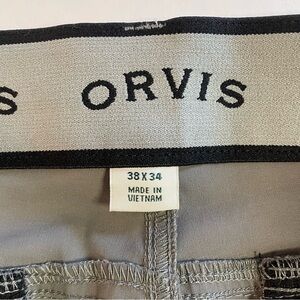 S ORVIS
38 X 34
MADE IN
VIETNAM